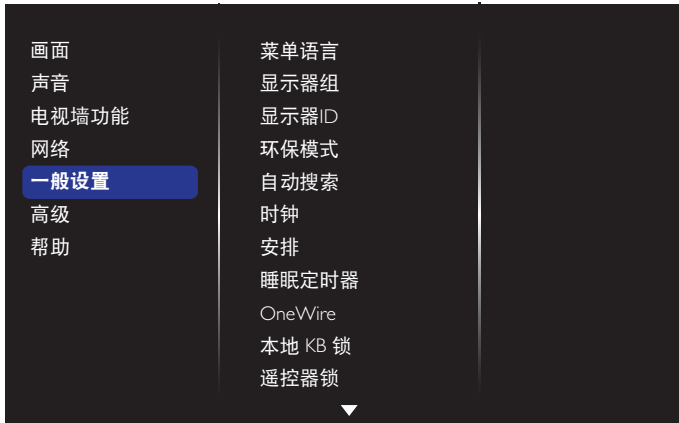 画面
声音
电视墙功能
网络
一般设置
高级
帮助
菜单语言
显示器组
显示器ID
环保模式
自动搜索
时钟
安排
睡眠定时器
OneWire
本地 KB 锁
遥控器锁